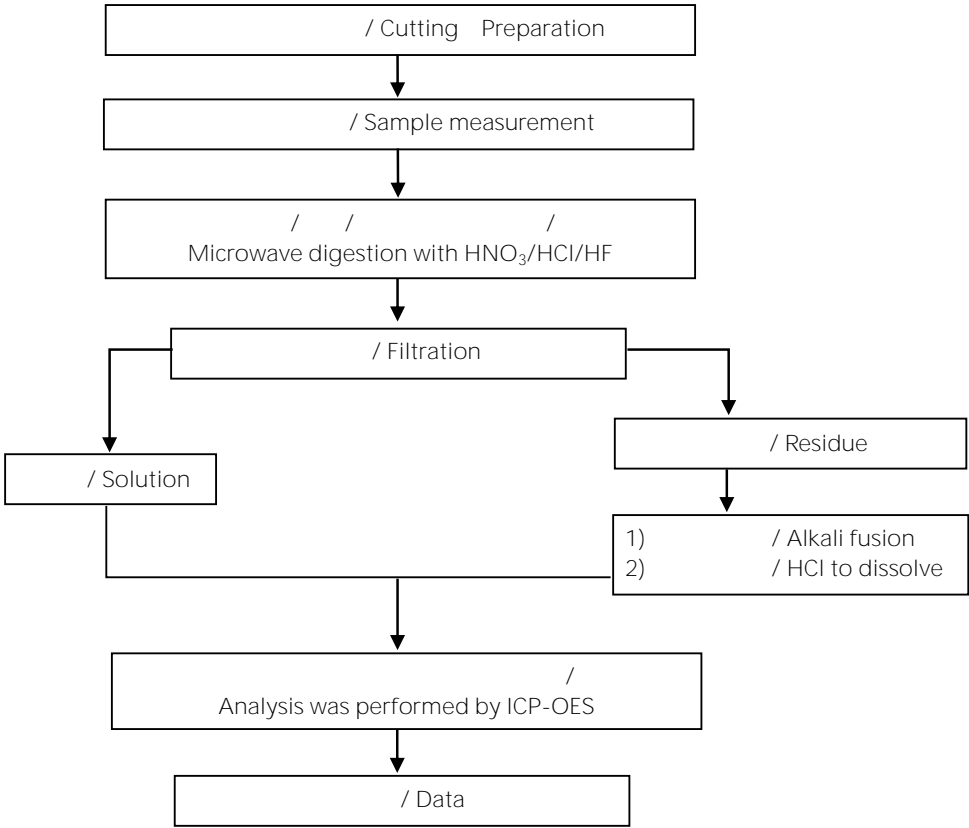 / Cutting Preparation
/ Sample measurement
/ / /
Microwave digestion with HNO₃/HCl/HF
/ Filtration
/ Residue
/ Solution
1) / Alkali fusion
2) / HCl to dissolve
/
Analysis was performed by ICP-OES
/ Data